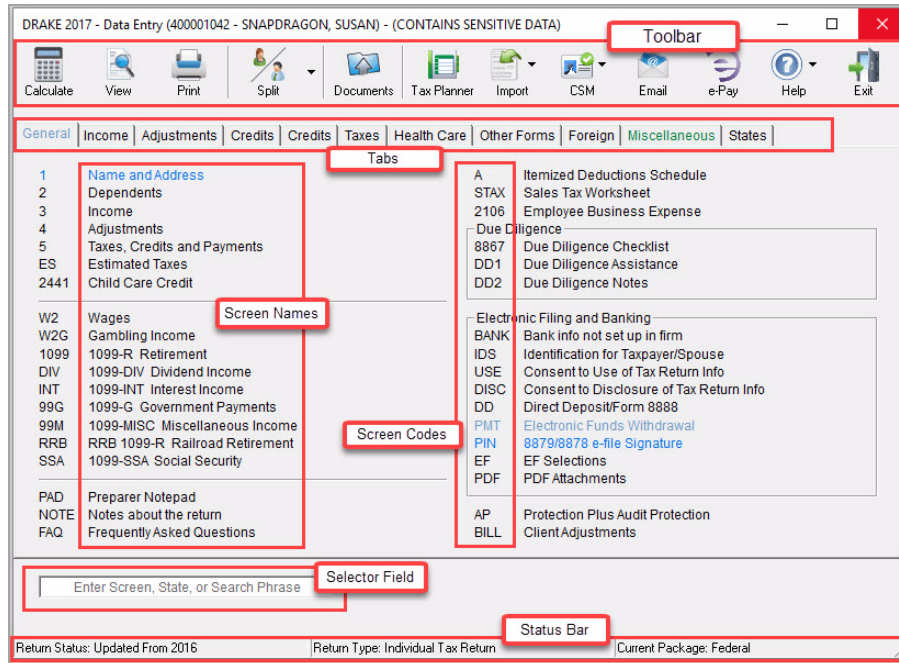 DRAKE 2017 - Data Entry (400001042 - SNAPDRAGON, SUSAN) - (CONTAINS SENSITIVE DATA)
Toolbar
Calculate View Print Split Documents Tax Planner Import CSM Email e-Pay Help Exit
General Income Adjustments Credits Credits Taxes Health Care Other Forms Foreign Miscellaneous States
Tabs
1 Name and Address
2 Dependents
3 Income
4 Adjustments
5 Taxes, Credits and Payments
ES Estimated Taxes
2441 Child Care Credit
Screen Names
W2 Wages
W2G Gambling Income
1099 1099-R Retirement
DIV 1099-DIV Dividend Income
INT 1099-INT Interest Income
99G 1099-G Government Payments
99M 1099-MISC Miscellaneous Income
RRB RRB 1099-R Railroad Retirement
SSA 1099-SSA Social Security
PAD Preparer Notepad
NOTE Notes about the return
FAQ Frequently Asked Questions
A Itemized Deductions Schedule
STAX Sales Tax Worksheet
2106 Employee Business Expense
Due Diligence
8867 Due Diligence Checklist
DD1 Due Diligence Assistance
DD2 Due Diligence Notes
Electronic Filing and Banking
BANK Bank info not set up in firm
IDS Identification for Taxpayer/Spouse
USE Consent to Use of Tax Return Info
DISC Consent to Disclosure of Tax Return Info
DD Direct Deposit/Form 8888
Screen Codes
PMT Electronic Funds Withdrawal
PIN 8879/8878 e-file Signature
EF EF Selections
PDF PDF Attachments
AP Protection Plus Audit Protection
BILL Client Adjustments
Enter Screen, State, or Search Phrase
Selector Field
Status Bar
Return Status: Updated From 2016 Return Type: Individual Tax Return Current Package: Federal